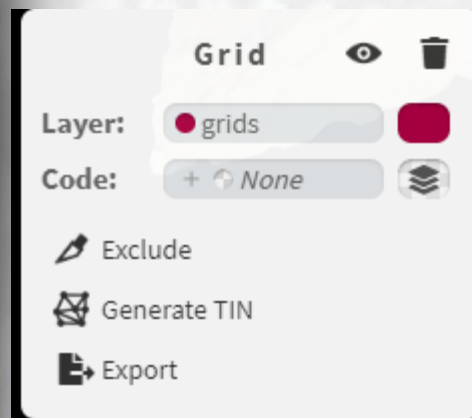 Grid
Layer: grids
Code: + None
Exclude
Generate TIN
Export